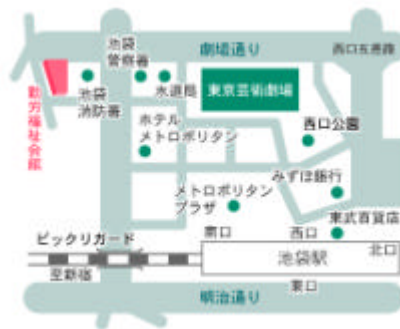 池袋
警察署
劇場通り
西口五差路
勤労福祉会館
池袋
消防署
水道局
東京芸術劇場
ホテル
メトロポリタン
西口公園
みずほ銀行
メトロポリタン
プラザ
東武百貨店
ビックリガード
南口
西口
北口
池袋駅
至新宿
東口
明治通り